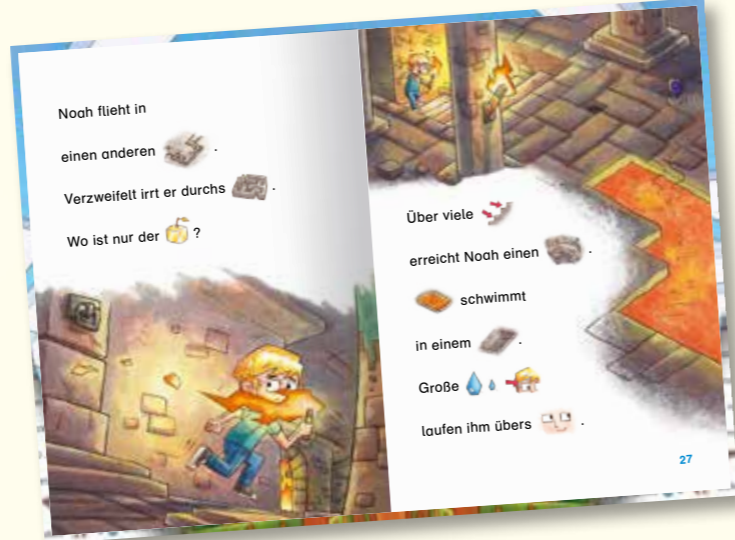 Noah flieht in
einen anderen .
Verzweifelt irrt er durchs .
Wo ist nur der ?
Über viele
erreicht Noah einen .
schwimmt
in einem .
Große
laufen ihm übers .
27